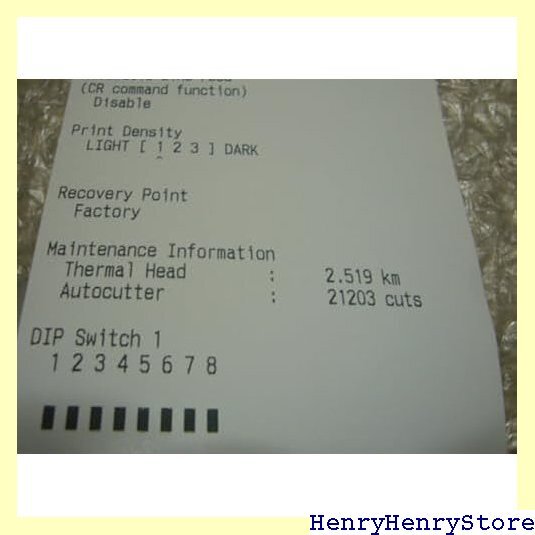 (CR command function)
Disable
Print Density
LIGHT [ 1 2 3 ] DARK
^
Recovery Point
Factory
Maintenance Information
Thermal Head : 2.519 km
Autocutter : 21203 cuts
DIP Switch 1
1 2 3 4 5 6 7 8
HenryHenryStore